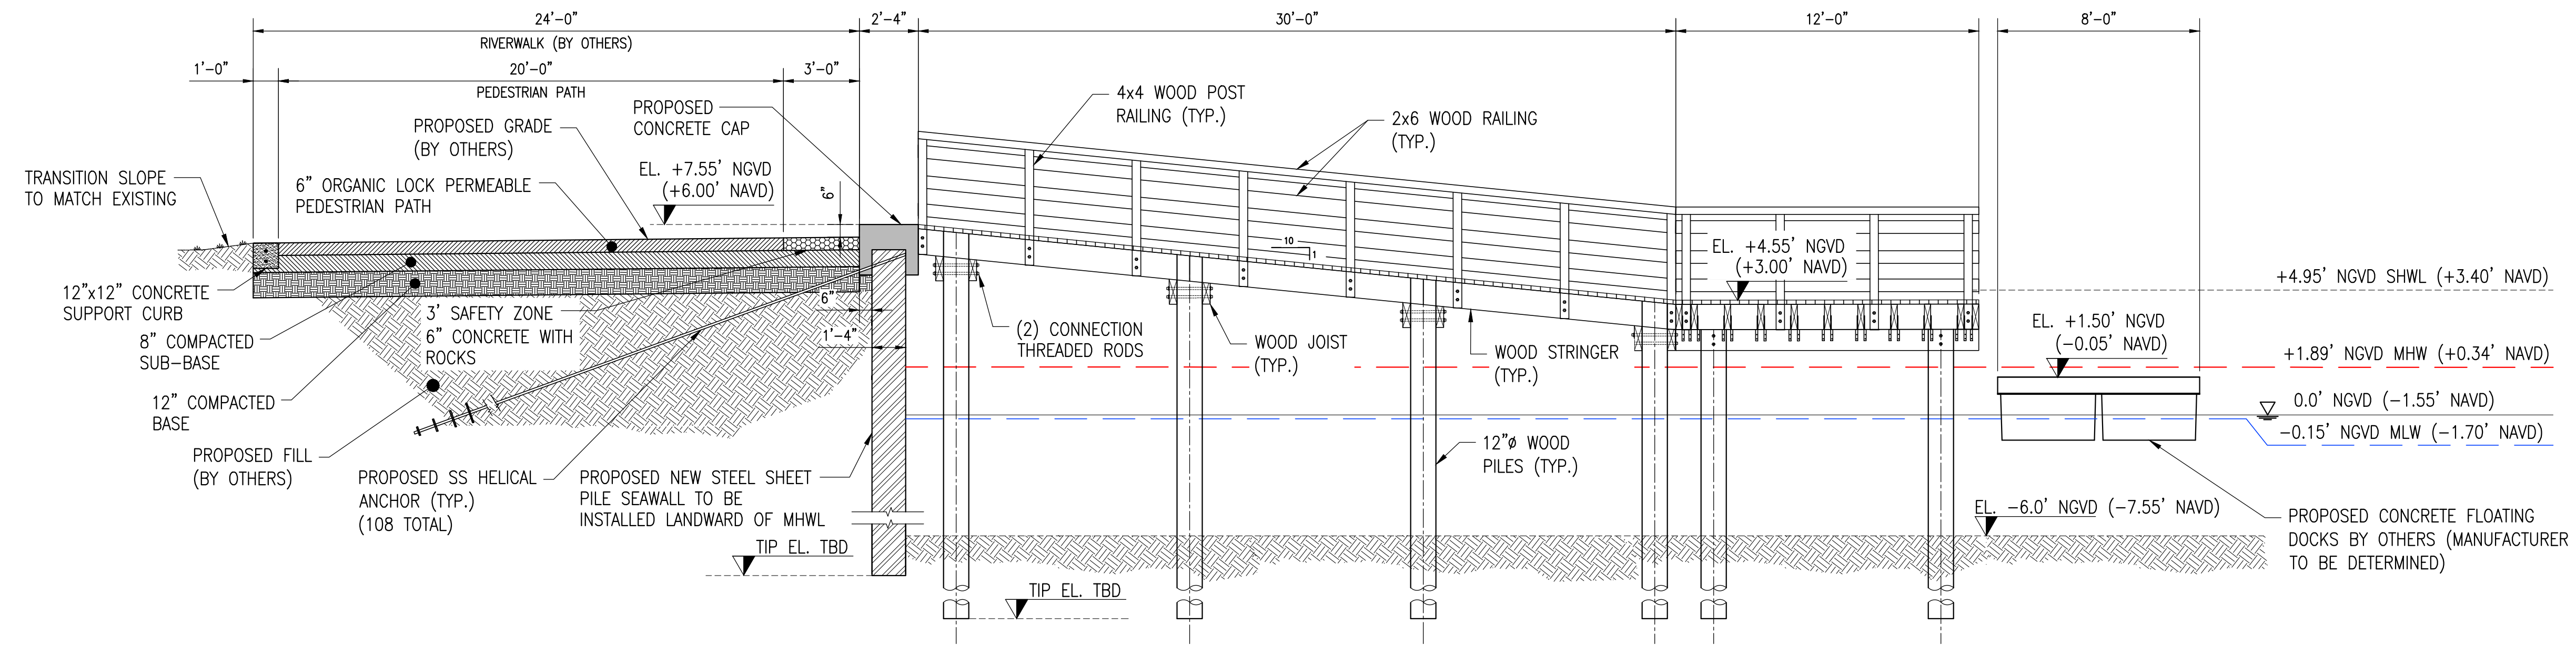 24'-0"
2'-4"
30'-0"
12'-0"
8'-0"
RIVERWALK (BY OTHERS)
1'-0"
20'-0"
3'-0"
PEDESTRIAN PATH
PROPOSED
CONCRETE CAP
4x4 WOOD POST
RAILING (TYP.)
2x6 WOOD RAILING
(TYP.)
PROPOSED GRADE
(BY OTHERS)
EL. +7.55' NGVD
(+6.00' NAVD)
6"
TRANSITION SLOPE
TO MATCH EXISTING
6" ORGANIC LOCK PERMEABLE
PEDESTRIAN PATH
10
1
EL. +4.55' NGVD
(+3.00' NAVD)
+4.95' NGVD SHWL (+3.40' NAVD)
12"x12" CONCRETE
SUPPORT CURB
3' SAFETY ZONE
6" CONCRETE WITH
ROCKS
6"
1'-4"
8" COMPACTED
SUB-BASE
(2) CONNECTION
THREADED RODS
WOOD JOIST
(TYP.)
WOOD STRINGER
(TYP.)
EL. +1.50' NGVD
(-0.05' NAVD)
+1.89' NGVD MHW (+0.34' NAVD)
12" COMPACTED
BASE
0.0' NGVD (-1.55' NAVD)
-0.15' NGVD MLW (-1.70' NAVD)
PROPOSED FILL
(BY OTHERS)
PROPOSED SS HELICAL
ANCHOR (TYP.)
(108 TOTAL)
PROPOSED NEW STEEL SHEET
PILE SEAWALL TO BE
INSTALLED LANDWARD OF MHWL
12"ø WOOD
PILES (TYP.)
EL. -6.0' NGVD (-7.55' NAVD)
PROPOSED CONCRETE FLOATING
DOCKS BY OTHERS (MANUFACTURER
TO BE DETERMINED)
TIP EL. TBD
TIP EL. TBD